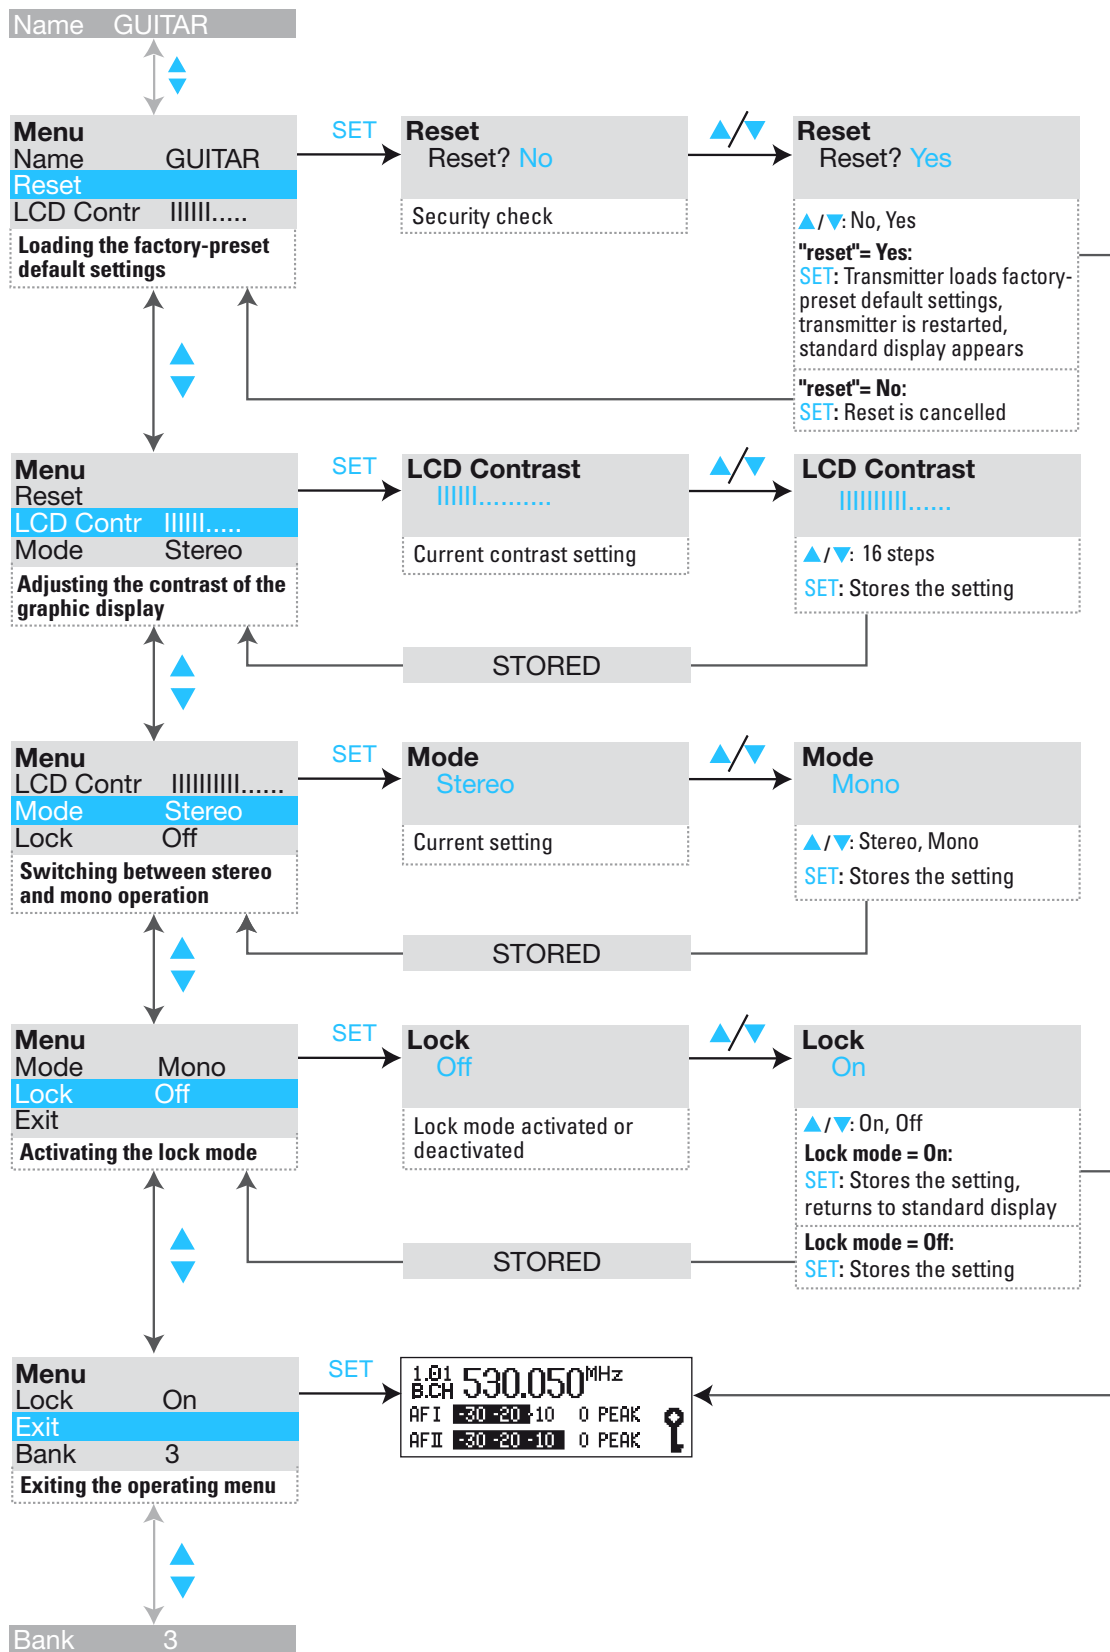 Name GUITAR
Menu
Name GUITAR
Reset
LCD Contr IIIIII.....
Loading the factory-preset
default settings
SET
Reset
Reset? No
Security check
▲/▼
Reset
Reset? Yes
▲/▼: No, Yes
"reset"= Yes:
SET: Transmitter loads factory-
preset default settings,
transmitter is restarted,
standard display appears
"reset"= No:
SET: Reset is cancelled
Menu
Reset
LCD Contr IIIIII.....
Mode Stereo
Adjusting the contrast of the
graphic display
SET
LCD Contrast
IIIIII..........
Current contrast setting
▲/▼
LCD Contrast
IIIIIIIIII......
▲/▼: 16 steps
SET: Stores the setting
STORED
Menu
LCD Contr IIIIIIIIII......
Mode Stereo
Lock Off
Switching between stereo
and mono operation
SET
Mode
Stereo
Current setting
▲/▼
Mode
Mono
▲/▼: Stereo, Mono
SET: Stores the setting
STORED
Menu
Mode Mono
Lock Off
Exit
Activating the lock mode
SET
Lock
Off
Lock mode activated or
deactivated
▲/▼
Lock
On
▲/▼: On, Off
Lock mode = On:
SET: Stores the setting,
returns to standard display
Lock mode = Off:
SET: Stores the setting
STORED
Menu
Lock On
Exit
Bank 3
Exiting the operating menu
SET
1.01
B.CH 530.050 MHz
AF I -30 -20 -10 0 PEAK
AF II -30 -20 -10 0 PEAK
Bank 3